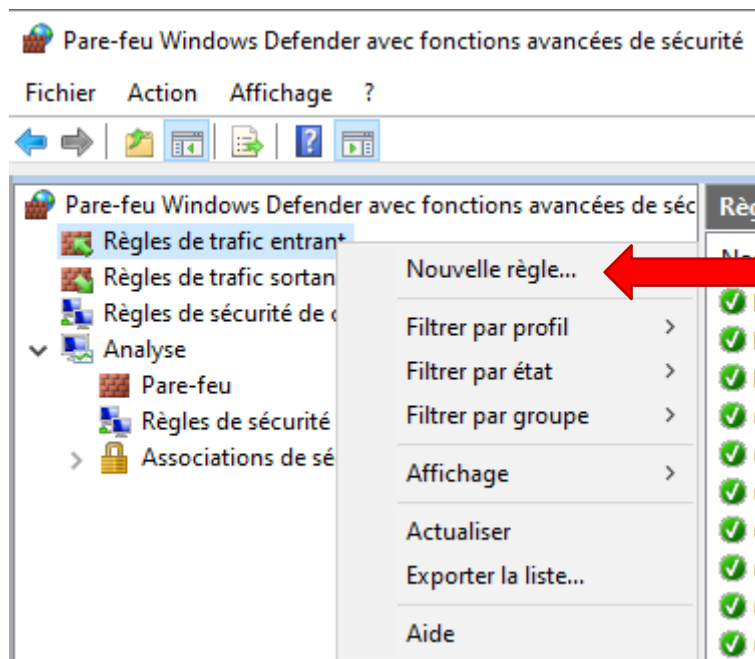 Pare-feu Windows Defender avec fonctions avancées de sécurité
Fichier Action Affichage ?
Pare-feu Windows Defender avec fonctions avancées de séc
Règles de trafic entrant
Règles de trafic sortan
Règles de sécurité de
Analyse
Pare-feu
Règles de sécurité
Associations de sé
Nouvelle règle...
Filtrer par profil
Filtrer par état
Filtrer par groupe
Affichage
Actualiser
Exporter la liste...
Aide
Règ